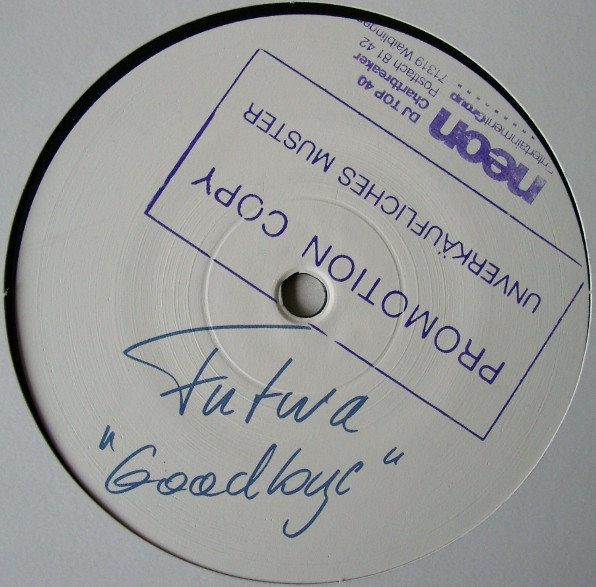 PROMOTION COPY
UNVERKÄUFLICHES MUSTER
neon
EntertainmentGroup
DJ TOP 40
Chartbreaker
Postfach 81 42
71319 Waiblingen
Futura
"Goodbye"